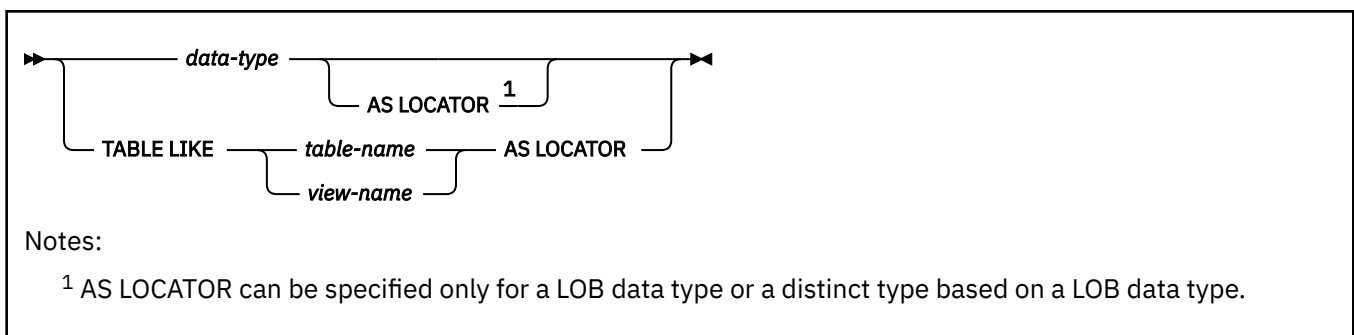 data-type
AS LOCATOR 1
TABLE LIKE table-name AS LOCATOR
view-name
Notes:
1 AS LOCATOR can be specified only for a LOB data type or a distinct type based on a LOB data type.